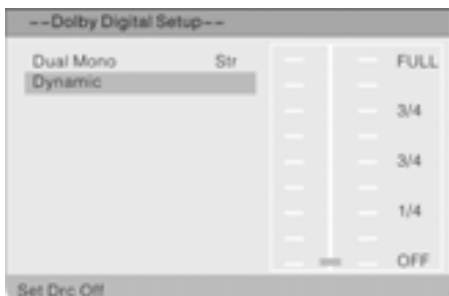 --Dolby Digital Setup--
Dual Mono Str
Dynamic
FULL
3/4
3/4
1/4
OFF
Set Drc Off